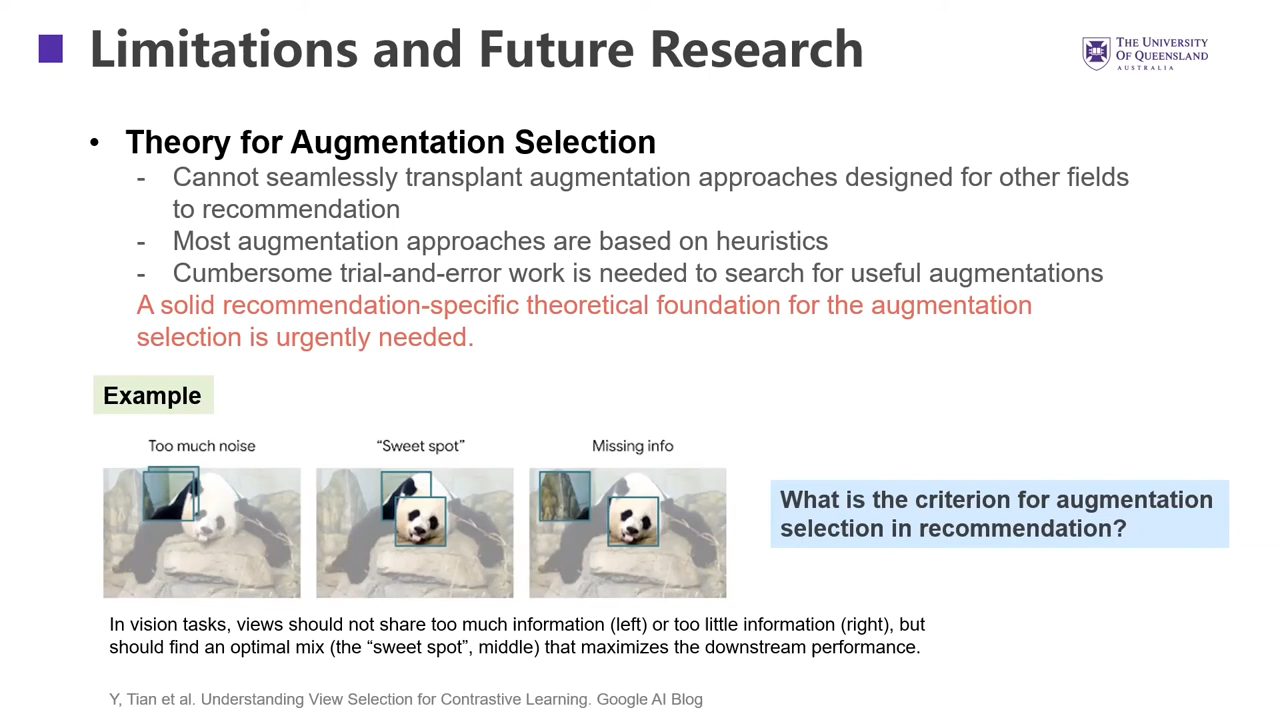 Limitations and Future Research
THE UNIVERSITY
OF QUEENSLAND
AUSTRALIA
• Theory for Augmentation Selection
- Cannot seamlessly transplant augmentation approaches designed for other fields
to recommendation
- Most augmentation approaches are based on heuristics
- Cumbersome trial-and-error work is needed to search for useful augmentations
A solid recommendation-specific theoretical foundation for the augmentation
selection is urgently needed.
Example
Too much noise
“Sweet spot”
Missing info
What is the criterion for augmentation
selection in recommendation?
In vision tasks, views should not share too much information (left) or too little information (right), but
should find an optimal mix (the “sweet spot”, middle) that maximizes the downstream performance.
Y, Tian et al. Understanding View Selection for Contrastive Learning. Google AI Blog